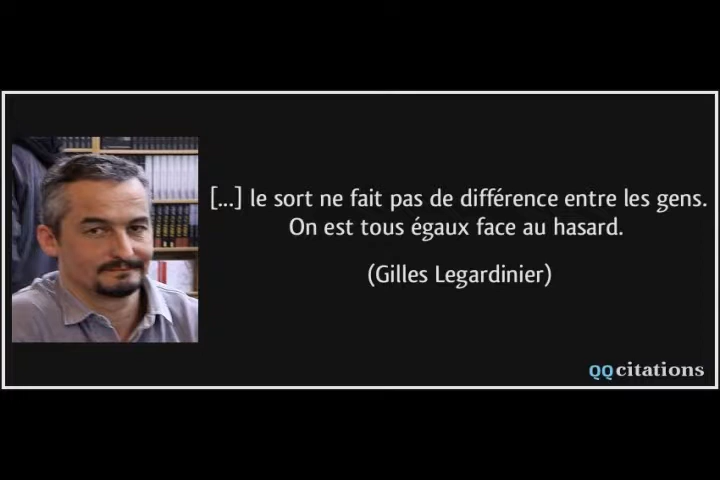 [...] le sort ne fait pas de différence entre les gens.
On est tous égaux face au hasard.
(Gilles Legardinier)
QQcitations